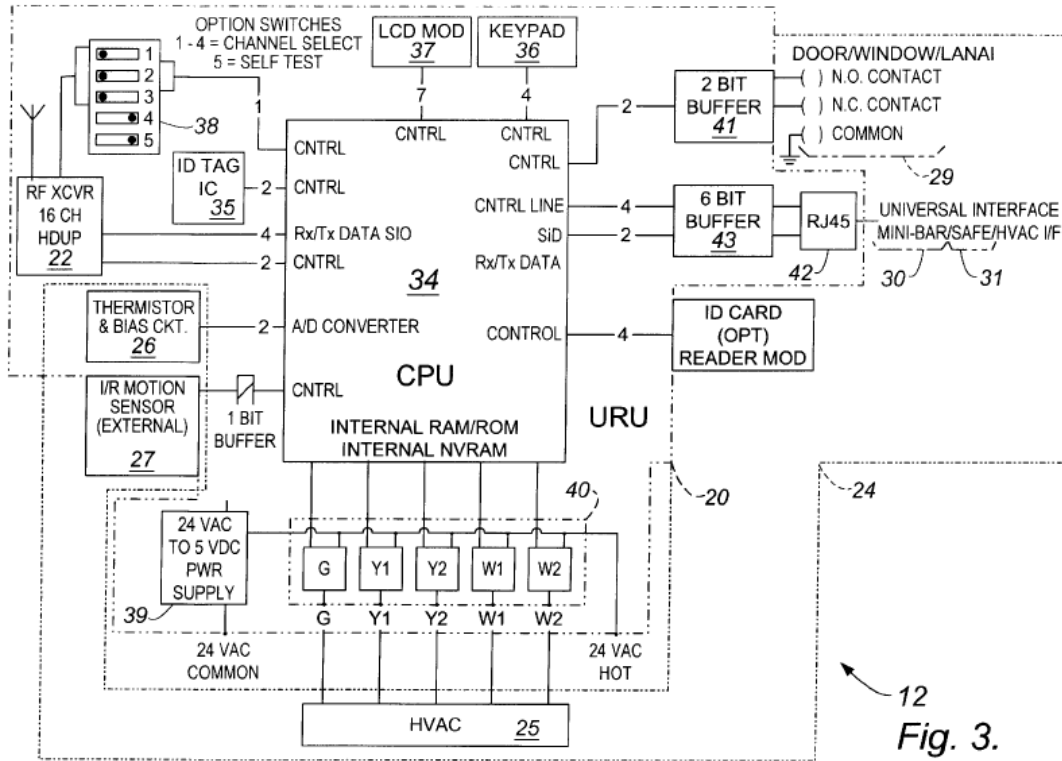 OPTION SWITCHES
1 - 4 = CHANNEL SELECT
5 = SELF TEST
1
2
3
4
5
38
1
LCD MOD
37
7
KEYPAD
36
4
CNTRL
CNTRL
CNTRL
2
2 BIT
BUFFER
41
DOOR/WINDOW/LANAI
( ) N.O. CONTACT
( ) N.C. CONTACT
( ) COMMON
29
RF XCVR
16 CH
HDUP
22
ID TAG
IC
35
2
4
2
CNTRL
CNTRL
Rx/Tx DATA SIO
CNTRL
34
CNTRL LINE
SiD
Rx/Tx DATA
4
2
6 BIT
BUFFER
43
RJ45
42
UNIVERSAL INTERFACE
MINI-BAR/SAFE/HVAC I/F
30
31
THERMISTOR
& BIAS CKT.
26
2
A/D CONVERTER
CONTROL
4
ID CARD
(OPT)
READER MOD
I/R MOTION
SENSOR
(EXTERNAL)
27
1 BIT
BUFFER
CNTRL
CPU
INTERNAL RAM/ROM
INTERNAL NVRAM
URU
20
24
40
24 VAC
TO 5 VDC
PWR
SUPPLY
39
G
Y1
Y2
W1
W2
G
Y1
Y2
W1
W2
24 VAC
COMMON
24 VAC
HOT
HVAC
25
12
Fig. 3.